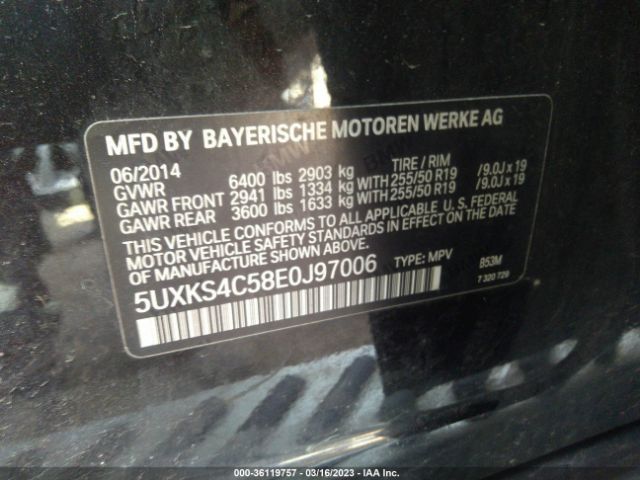 MFD BY BAYERISCHE MOTOREN WERKE AG
06/2014 TIRE / RIM
GVWR 6400 lbs 2903 kg
GAWR FRONT 2941 lbs 1334 kg WITH 255/50 R19 /9.0J x 19
GAWR REAR 3600 lbs 1633 kg WITH 255/50 R19 /9.0J x 19
THIS VEHICLE CONFORMS TO ALL APPLICABLE U. S. FEDERAL
MOTOR VEHICLE SAFETY STANDARDS IN EFFECT ON THE DATE
OF MANUFACTURE SHOWN ABOVE.
5UXKS4C58E0J97006 TYPE: MPV B53M
7 320 729
000-36119757 - 03/16/2023 - IAA Inc.